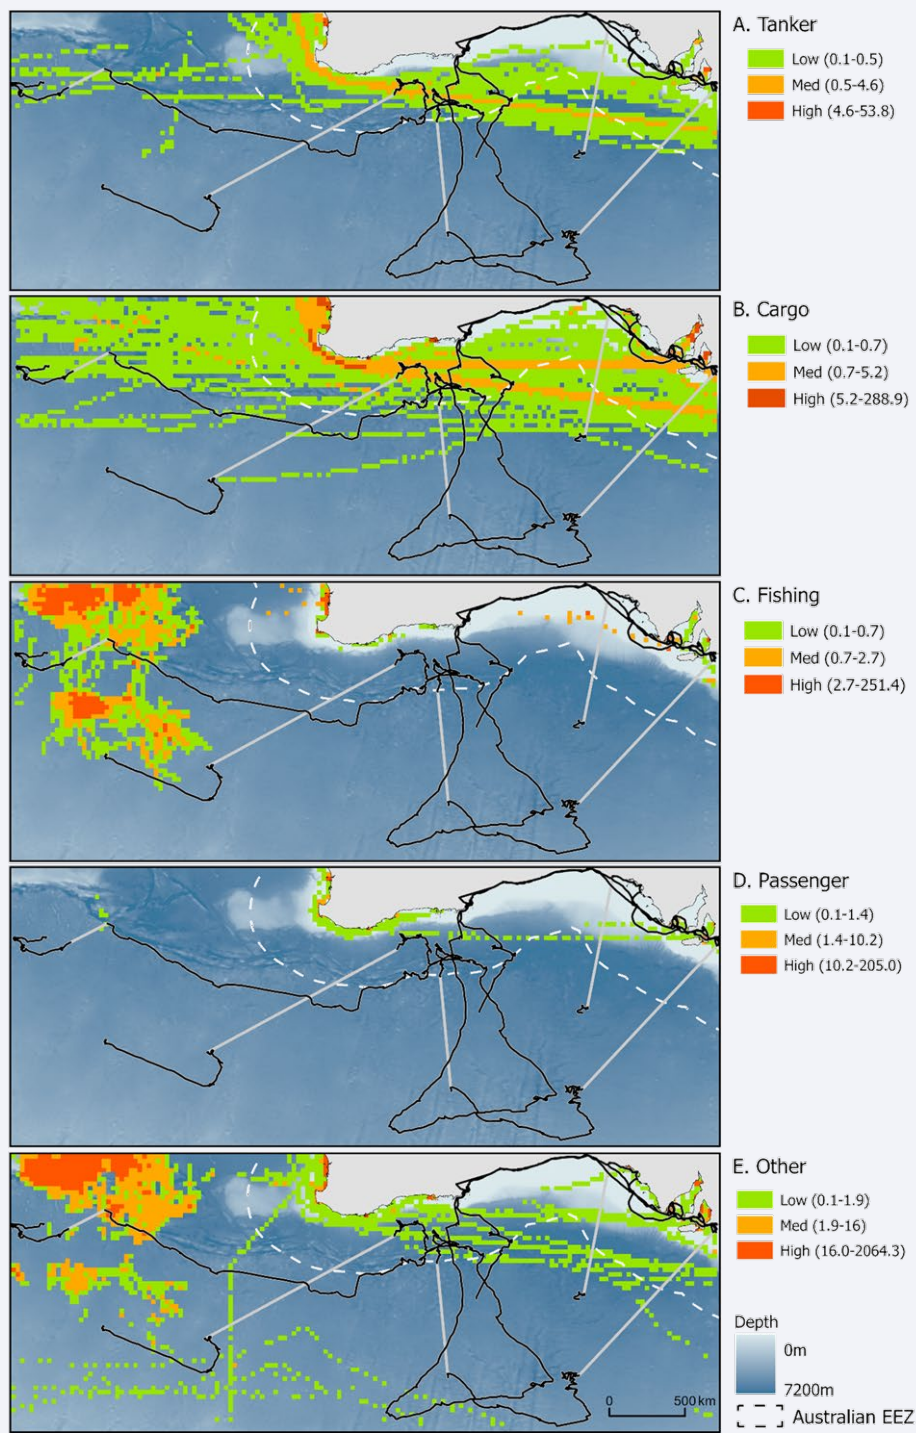 A. Tanker
Low (0.1-0.5)
Med (0.5-4.6)
High (4.6-53.8)
B. Cargo
Low (0.1-0.7)
Med (0.7-5.2)
High (5.2-288.9)
C. Fishing
Low (0.1-0.7)
Med (0.7-2.7)
High (2.7-251.4)
D. Passenger
Low (0.1-1.4)
Med (1.4-10.2)
High (10.2-205.0)
E. Other
Low (0.1-1.9)
Med (1.9-16)
High (16.0-2064.3)
Depth
0m
7200m
Australian EEZ
0 500 km